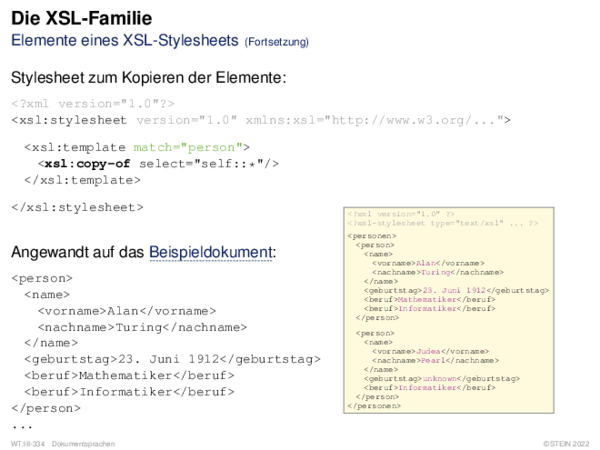 Die XSL-Familie
Elemente eines XSL-Stylesheets (Fortsetzung)
Stylesheet zum Kopieren der Elemente:
<?xml version="1.0"?>
<xsl:stylesheet version="1.0" xmlns:xsl="http://www.w3.org/...">
<xsl:template match="person">
<xsl:copy-of select="self::*"/>
</xsl:template>
</xsl:stylesheet>
Angewandt auf das Beispieldokument:
<person>
<name>
<vorname>Alan</vorname>
<nachname>Turing</nachname>
</name>
<geburtstag>23. Juni 1912</geburtstag>
<beruf>Mathematiker</beruf>
<beruf>Informatiker</beruf>
</person>
...
<?xml version="1.0" ?>
<?xml-stylesheet type="text/xsl" ... ?>
<personen>
<person>
<name>
<vorname>Alan</vorname>
<nachname>Turing</nachname>
</name>
<geburtstag>23. Juni 1912</geburtstag>
<beruf>Mathematiker</beruf>
<beruf>Informatiker</beruf>
</person>
<person>
<name>
<vorname>Judea</vorname>
<nachname>Pearl</nachname>
</name>
<geburtstag>unknown</geburtstag>
<beruf>Informatiker</beruf>
</person>
</personen>
WT:III-334 Dokumentsprachen
©STEIN 2022